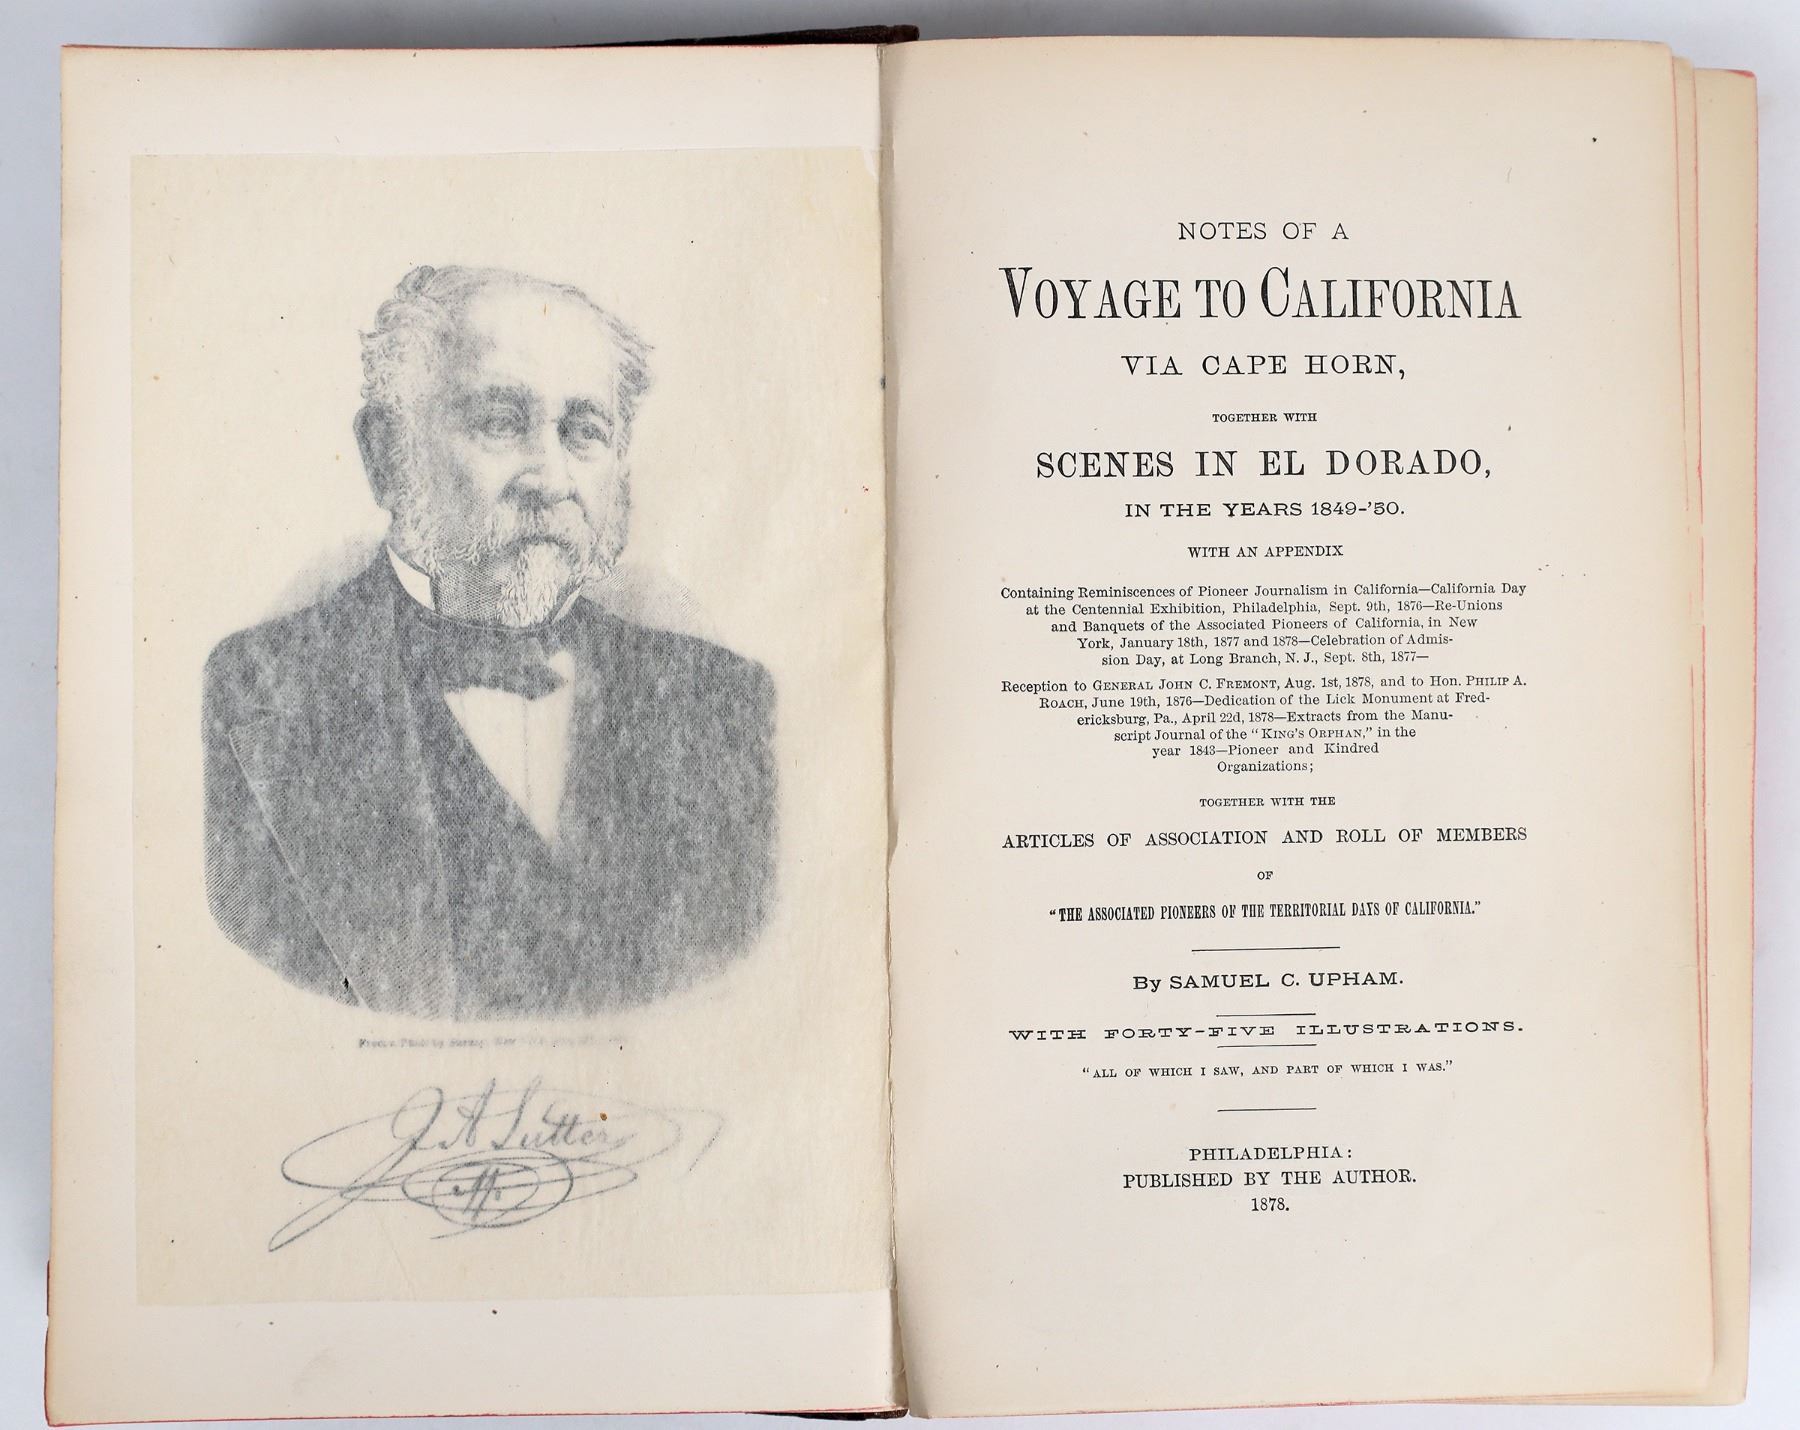 J A Sutter
NOTES OF A
VOYAGE TO CALIFORNIA
VIA CAPE HORN,
TOGETHER WITH
SCENES IN EL DORADO,
IN THE YEARS 1849-'50.
WITH AN APPENDIX
Containing Reminiscences of Pioneer Journalism in California—California Day
at the Centennial Exhibition, Philadelphia, Sept. 9th, 1876—Re-Unions
and Banquets of the Associated Pioneers of California, in New
York, January 18th, 1877 and 1878—Celebration of Admis-
sion Day, at Long Branch, N. J., Sept. 8th, 1877—
Reception to GENERAL JOHN C. FREMONT, Aug. 1st, 1878, and to Hon. PHILIP A.
ROACH, June 19th, 1876—Dedication of the Lick Monument at Fred-
ericksburg, Pa., April 22d, 1878—Extracts from the Manu-
script Journal of the "KING'S ORPHAN," in the
year 1843—Pioneer and Kindred
Organizations;
TOGETHER WITH THE
ARTICLES OF ASSOCIATION AND ROLL OF MEMBERS
OF
"THE ASSOCIATED PIONEERS OF THE TERRITORIAL DAYS OF CALIFORNIA."
By SAMUEL C. UPHAM.
WITH FORTY-FIVE ILLUSTRATIONS.
"ALL OF WHICH I SAW, AND PART OF WHICH I WAS."
PHILADELPHIA:
PUBLISHED BY THE AUTHOR.
1878.